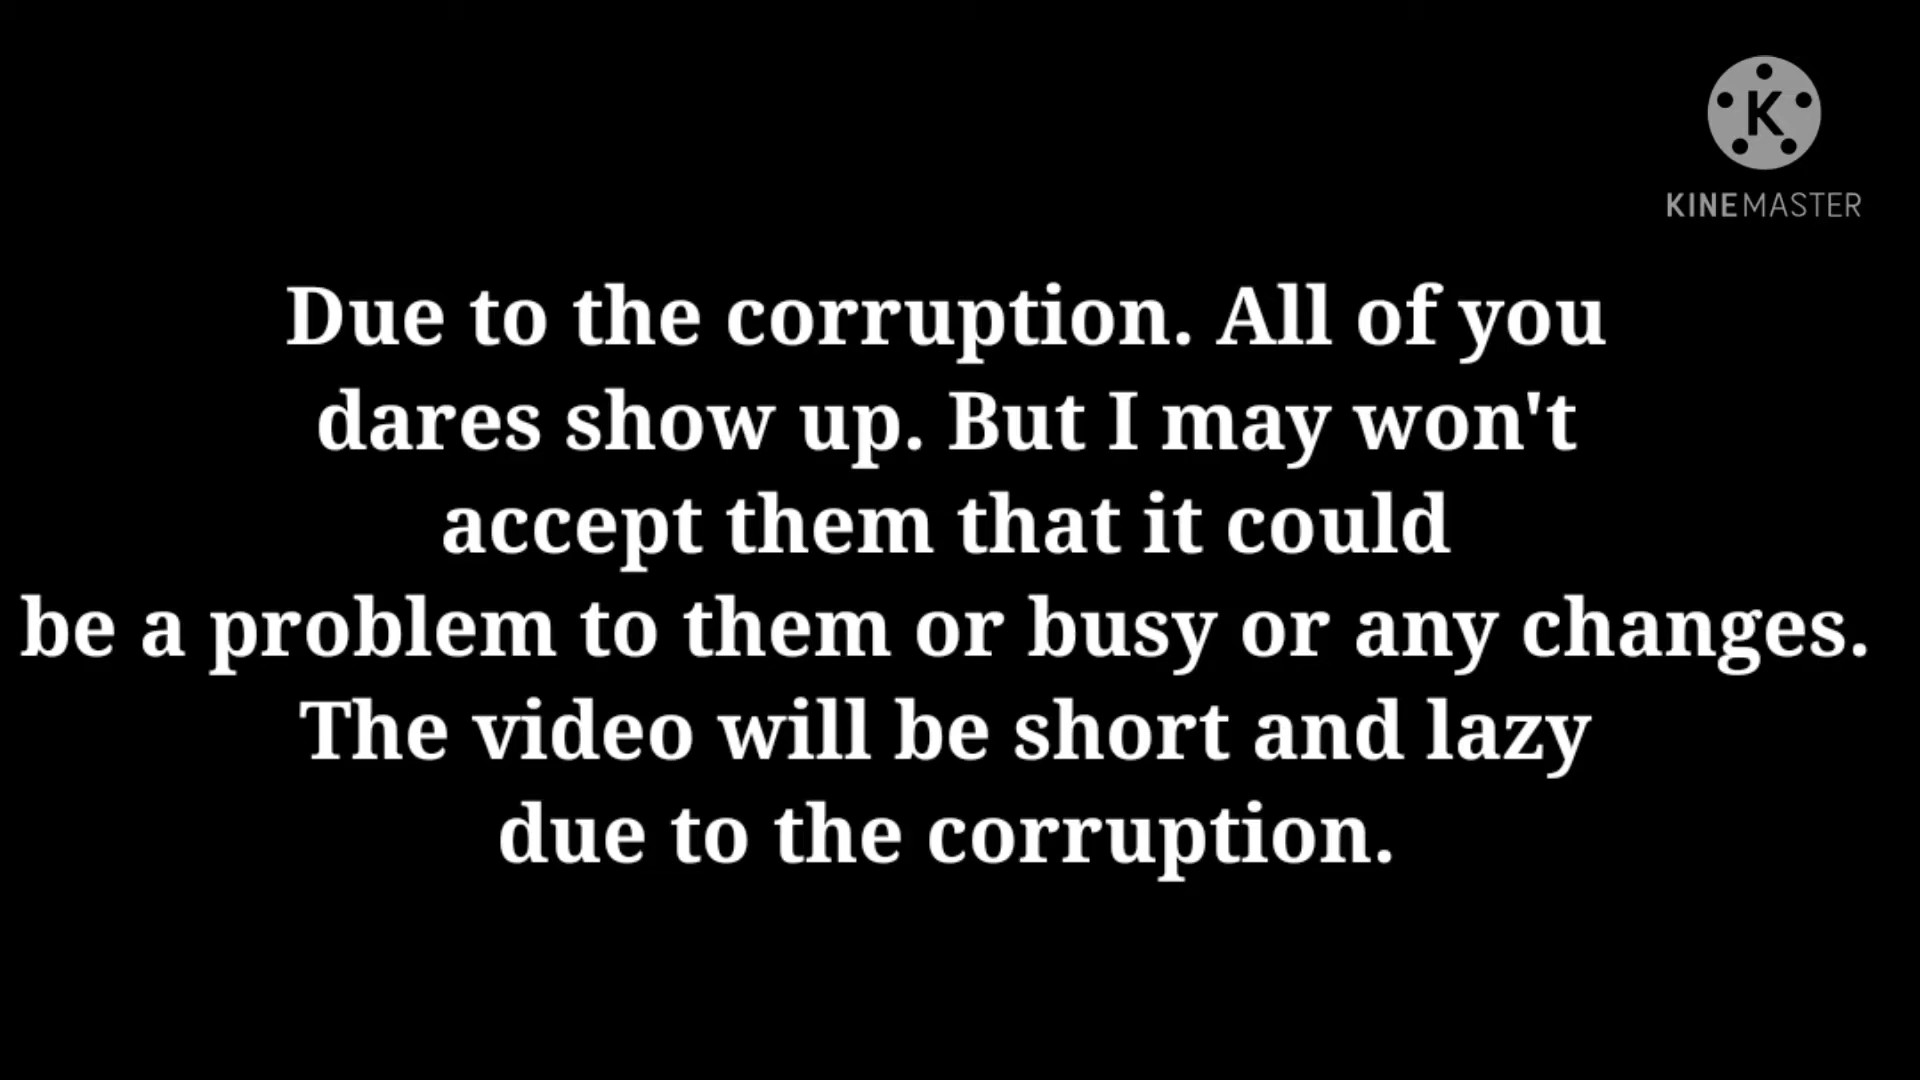 K
KINEMASTER
Due to the corruption. All of you
dares show up. But I may won't
accept them that it could
be a problem to them or busy or any changes.
The video will be short and lazy
due to the corruption.